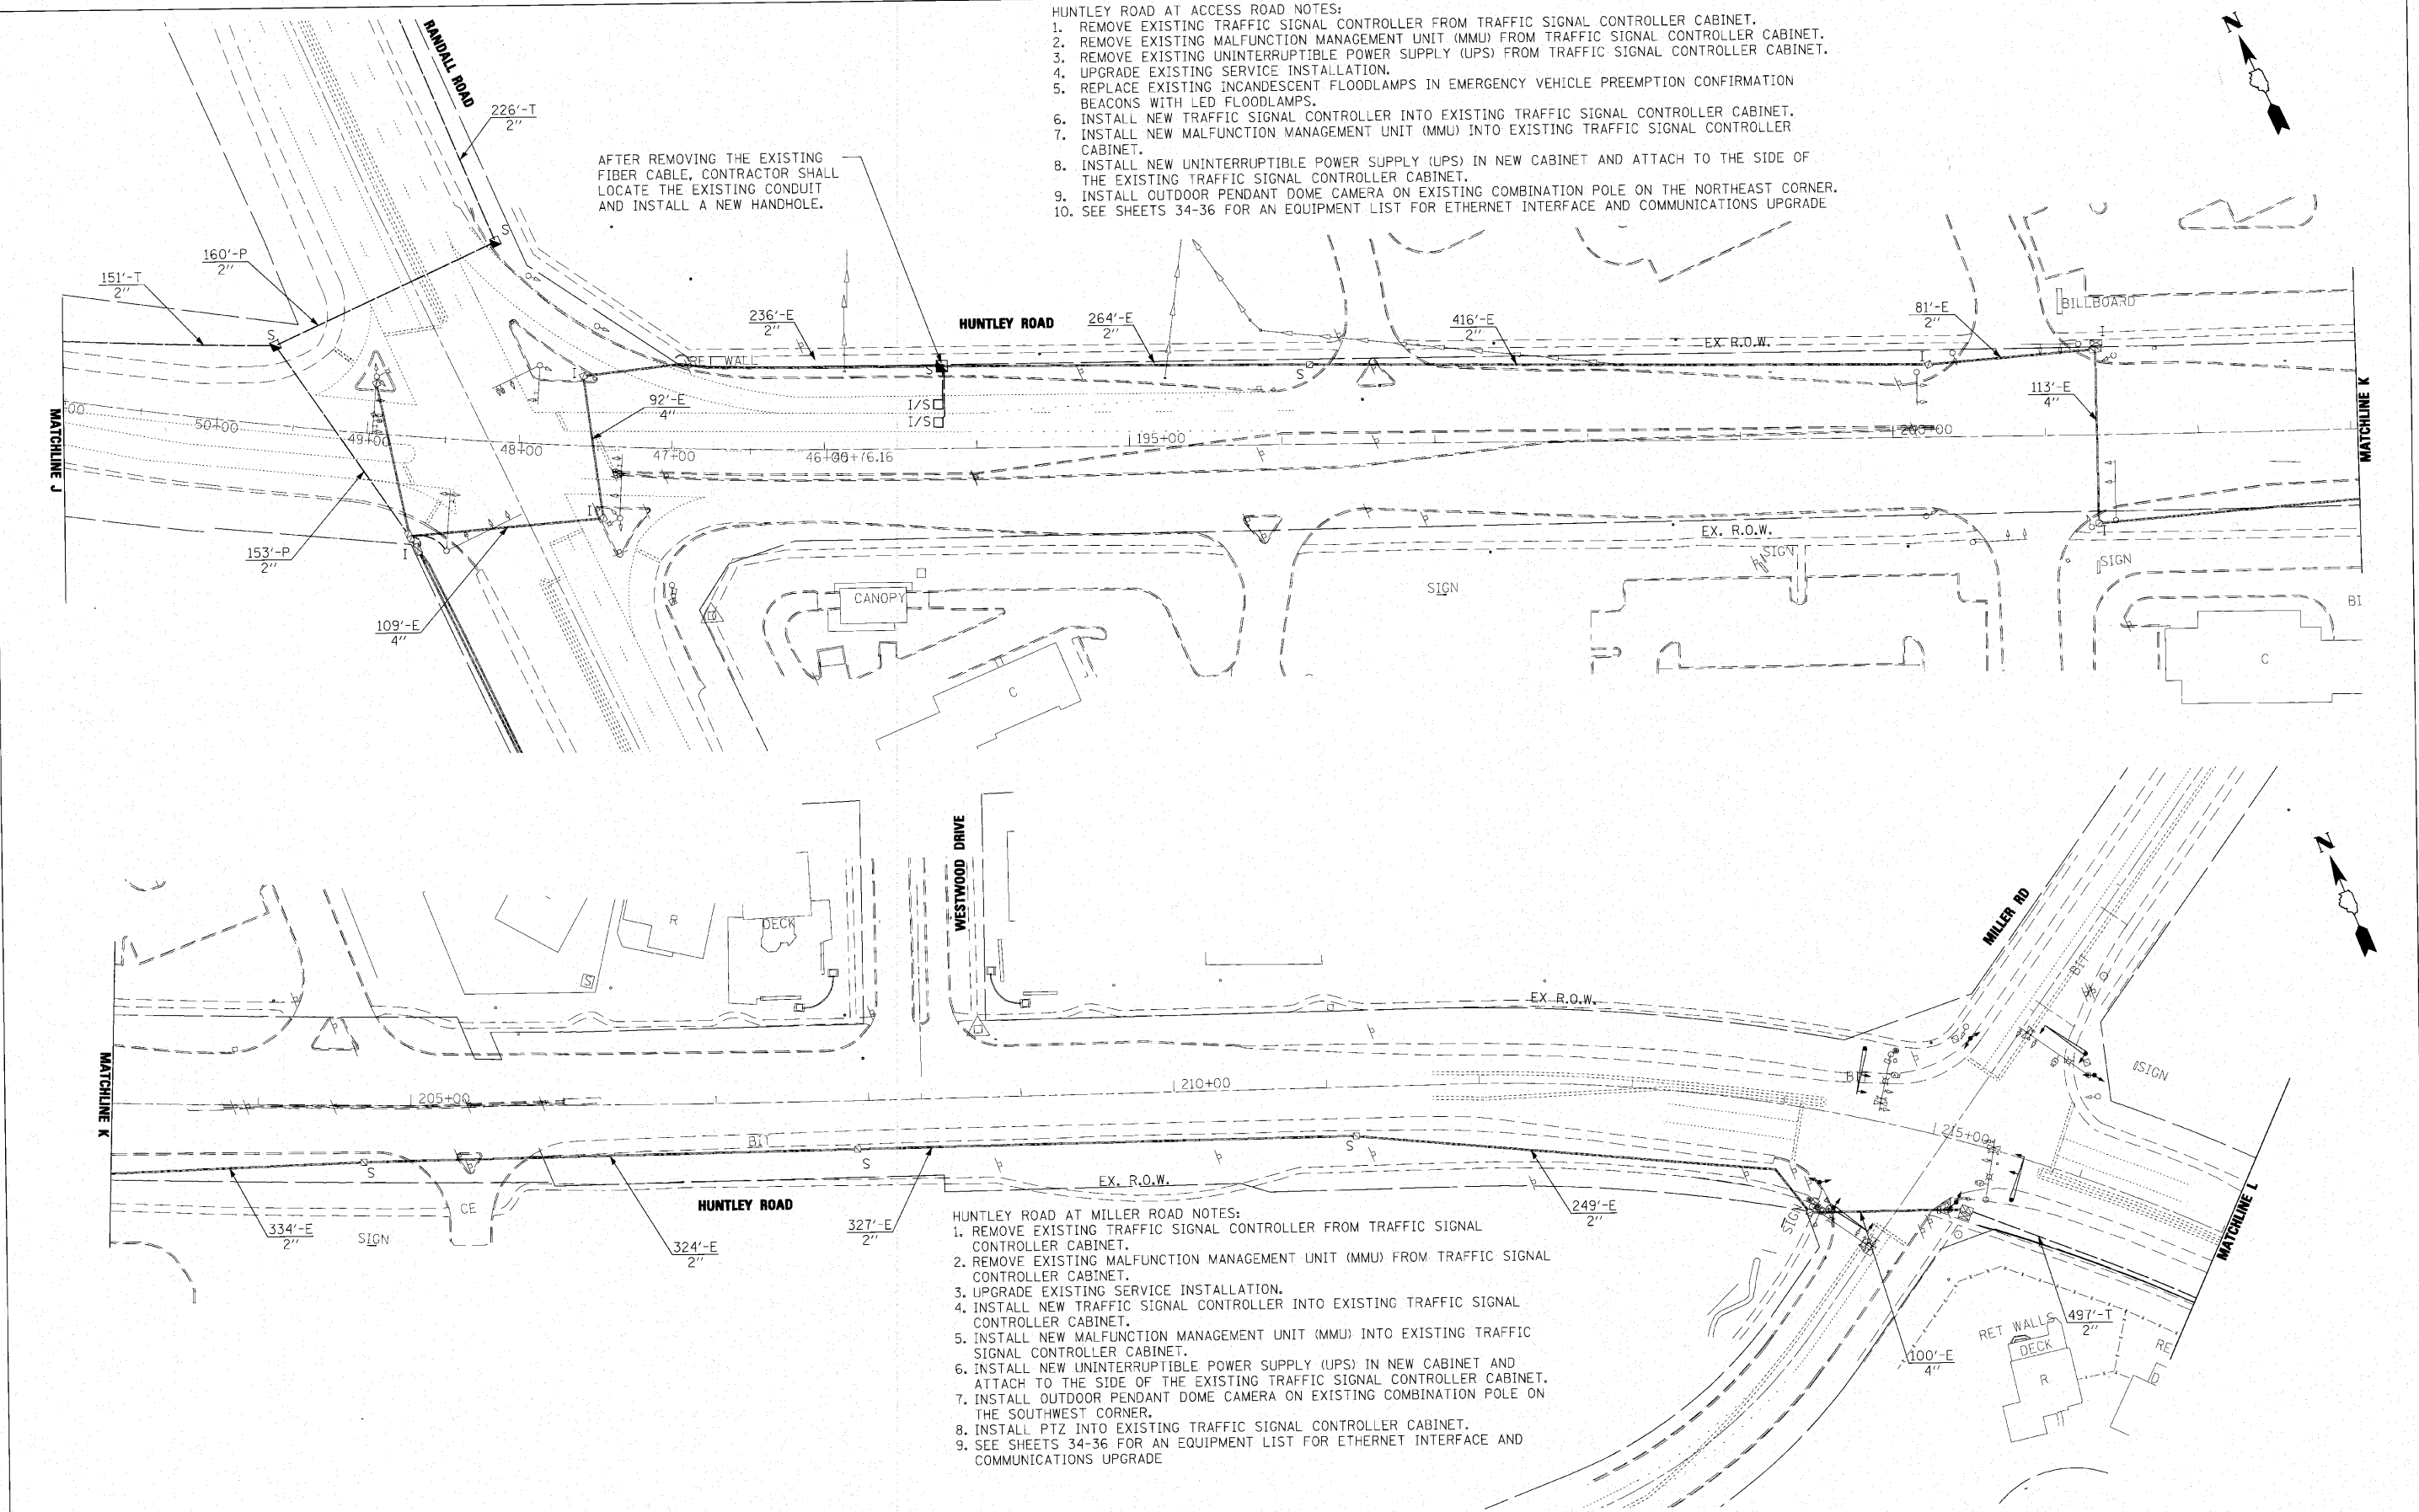 HUNTLEY ROAD AT ACCESS ROAD NOTES:
1. REMOVE EXISTING TRAFFIC SIGNAL CONTROLLER FROM TRAFFIC SIGNAL CONTROLLER CABINET.
2. REMOVE EXISTING MALFUNCTION MANAGEMENT UNIT (MMU) FROM TRAFFIC SIGNAL CONTROLLER CABINET.
3. REMOVE EXISTING UNINTERRUPTIBLE POWER SUPPLY (UPS) FROM TRAFFIC SIGNAL CONTROLLER CABINET.
4. UPGRADE EXISTING SERVICE INSTALLATION.
5. REPLACE EXISTING INCANDESCENT FLOODLAMPS IN EMERGENCY VEHICLE PREEMPTION CONFIRMATION
BEACONS WITH LED FLOODLAMPS.
6. INSTALL NEW TRAFFIC SIGNAL CONTROLLER INTO EXISTING TRAFFIC SIGNAL CONTROLLER CABINET.
7. INSTALL NEW MALFUNCTION MANAGEMENT UNIT (MMU) INTO EXISTING TRAFFIC SIGNAL CONTROLLER
CABINET.
8. INSTALL NEW UNINTERRUPTIBLE POWER SUPPLY (UPS) IN NEW CABINET AND ATTACH TO THE SIDE OF
THE EXISTING TRAFFIC SIGNAL CONTROLLER CABINET.
9. INSTALL OUTDOOR PENDANT DOME CAMERA ON EXISTING COMBINATION POLE ON THE NORTHEAST CORNER.
10. SEE SHEETS 34-36 FOR AN EQUIPMENT LIST FOR ETHERNET INTERFACE AND COMMUNICATIONS UPGRADE
N
RANDALL ROAD
226'-T
2"
AFTER REMOVING THE EXISTING
FIBER CABLE, CONTRACTOR SHALL
LOCATE THE EXISTING CONDUIT
AND INSTALL A NEW HANDHOLE.
S
160'-P
2"
151'-T
2"
S
236'-E
2"
HUNTLEY ROAD
264'-E
2"
416'-E
2"
81'-E
2"
BILLBOARD
I
RET WALL
EX R.O.W.
I
S
S
I
I/S
I/S
92'-E
4"
113'-E
4"
MATCHLINE J
MATCHLINE K
50+00
49+00
48+00
47+00
195+00
200+00
I
I
I
153'-P
2"
109'-E
4"
EX. R.O.W.
SIGN
SIGN
SIGN
CANOPY
BI
C
C
N
WESTWOOD DRIVE
MILLER RD
R
DECK
S
EX R.O.W.
BIT
BIT
SIGN
MATCHLINE K
205+00
210+00
215+00
BIT
S
S
S
CE
EX. R.O.W.
HUNTLEY ROAD
334'-E
2"
SIGN
324'-E
2"
327'-E
2"
249'-E
2"
SIGN
MATCHLINE L
HUNTLEY ROAD AT MILLER ROAD NOTES:
1. REMOVE EXISTING TRAFFIC SIGNAL CONTROLLER FROM TRAFFIC SIGNAL
CONTROLLER CABINET.
2. REMOVE EXISTING MALFUNCTION MANAGEMENT UNIT (MMU) FROM TRAFFIC SIGNAL
CONTROLLER CABINET.
3. UPGRADE EXISTING SERVICE INSTALLATION.
4. INSTALL NEW TRAFFIC SIGNAL CONTROLLER INTO EXISTING TRAFFIC SIGNAL
CONTROLLER CABINET.
5. INSTALL NEW MALFUNCTION MANAGEMENT UNIT (MMU) INTO EXISTING TRAFFIC
SIGNAL CONTROLLER CABINET.
6. INSTALL NEW UNINTERRUPTIBLE POWER SUPPLY (UPS) IN NEW CABINET AND
ATTACH TO THE SIDE OF THE EXISTING TRAFFIC SIGNAL CONTROLLER CABINET.
7. INSTALL OUTDOOR PENDANT DOME CAMERA ON EXISTING COMBINATION POLE ON
THE SOUTHWEST CORNER.
8. INSTALL PTZ INTO EXISTING TRAFFIC SIGNAL CONTROLLER CABINET.
9. SEE SHEETS 34-36 FOR AN EQUIPMENT LIST FOR ETHERNET INTERFACE AND
COMMUNICATIONS UPGRADE
100'-E
4"
497'-T
2"
RET WALLS
DECK
R
RE
D